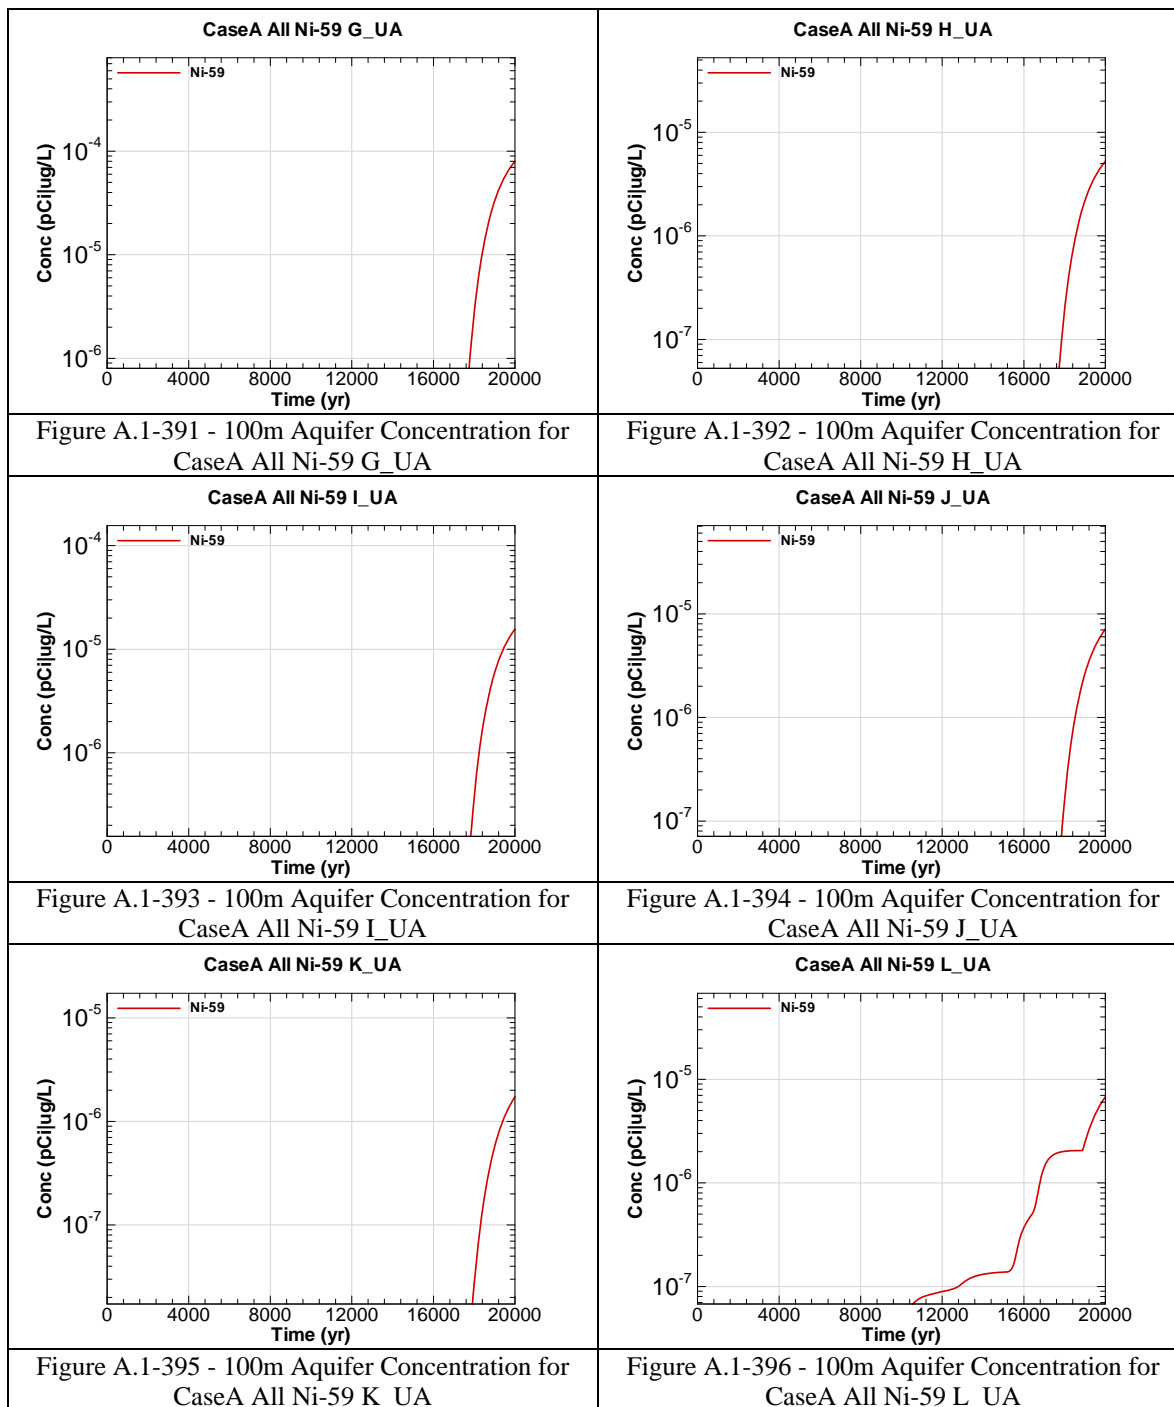 CaseA All Ni-59 G_UA
Ni-59
Conc (pCi|ug/L)
10-4
10-5
10-6
0 4000 8000 12000 16000 20000
Time (yr)
Figure A.1-391 - 100m Aquifer Concentration for
CaseA All Ni-59 G_UA
CaseA All Ni-59 H_UA
Ni-59
Conc (pCi|ug/L)
10-5
10-6
10-7
0 4000 8000 12000 16000 20000
Time (yr)
Figure A.1-392 - 100m Aquifer Concentration for
CaseA All Ni-59 H_UA
CaseA All Ni-59 I_UA
Ni-59
Conc (pCi|ug/L)
10-4
10-5
10-6
0 4000 8000 12000 16000 20000
Time (yr)
Figure A.1-393 - 100m Aquifer Concentration for
CaseA All Ni-59 I_UA
CaseA All Ni-59 J_UA
Ni-59
Conc (pCi|ug/L)
10-5
10-6
10-7
0 4000 8000 12000 16000 20000
Time (yr)
Figure A.1-394 - 100m Aquifer Concentration for
CaseA All Ni-59 J_UA
CaseA All Ni-59 K_UA
Ni-59
Conc (pCi|ug/L)
10-5
10-6
10-7
0 4000 8000 12000 16000 20000
Time (yr)
Figure A.1-395 - 100m Aquifer Concentration for
CaseA All Ni-59 K_UA
CaseA All Ni-59 L_UA
Ni-59
Conc (pCi|ug/L)
10-5
10-6
10-7
0 4000 8000 12000 16000 20000
Time (yr)
Figure A.1-396 - 100m Aquifer Concentration for
CaseA All Ni-59 L_UA